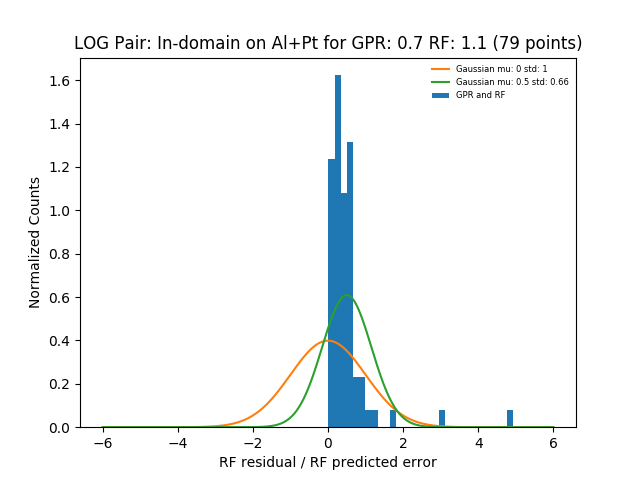 LOG Pair: In-domain on Al+Pt for GPR: 0.7 RF: 1.1 (79 points)
Gaussian mu: 0 std: 1
Gaussian mu: 0.5 std: 0.66
GPR and RF
Normalized Counts
1.6
1.4
1.2
1.0
0.8
0.6
0.4
0.2
0.0
−6 −4 −2 0 2 4 6
RF residual / RF predicted error